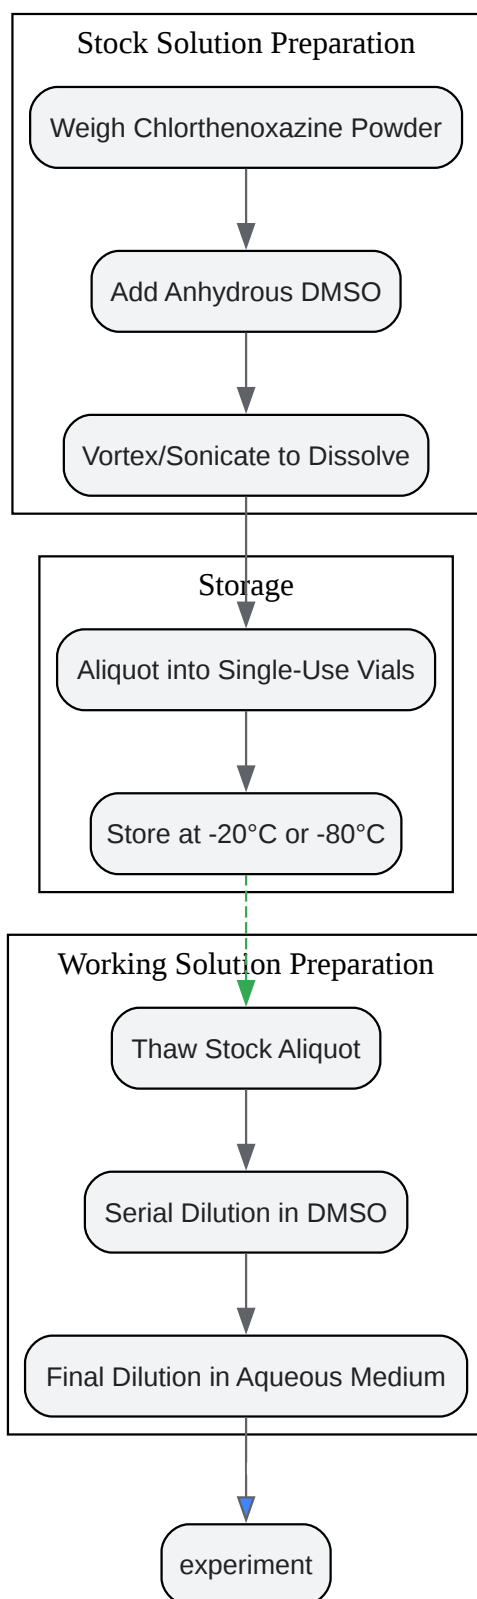 Stock Solution Preparation
Weigh Chlorthenoxazine Powder
Add Anhydrous DMSO
Vortex/Sonicate to Dissolve
Storage
Aliquot into Single-Use Vials
Store at -20°C or -80°C
Working Solution Preparation
Thaw Stock Aliquot
Serial Dilution in DMSO
Final Dilution in Aqueous Medium
experiment